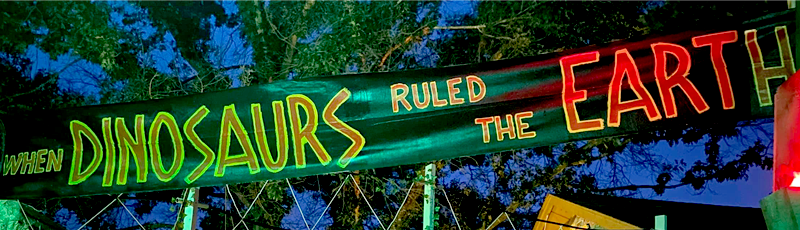 WHEN DINOSAURS RULED THE EARTH